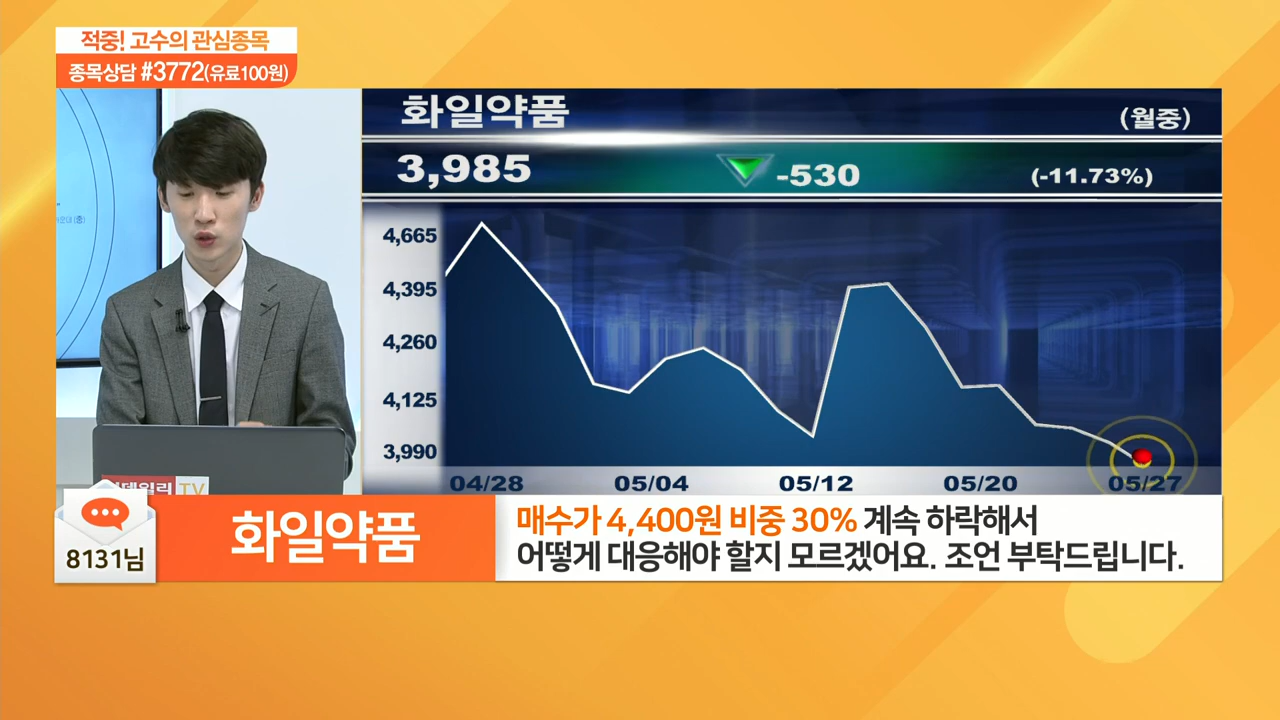 적중! 고수의 관심종목
종목상담 #3772(유료100원)
화일약품
(월중)
3,985
-530
(-11.73%)
4,665
4,395
4,260
4,125
3,990
04/28
05/04
05/12
05/20
05/27
TV
8131님
화일약품
매수가 4,400원 비중 30% 계속 하락해서
어떻게 대응해야 할지 모르겠어요. 조언 부탁드립니다.